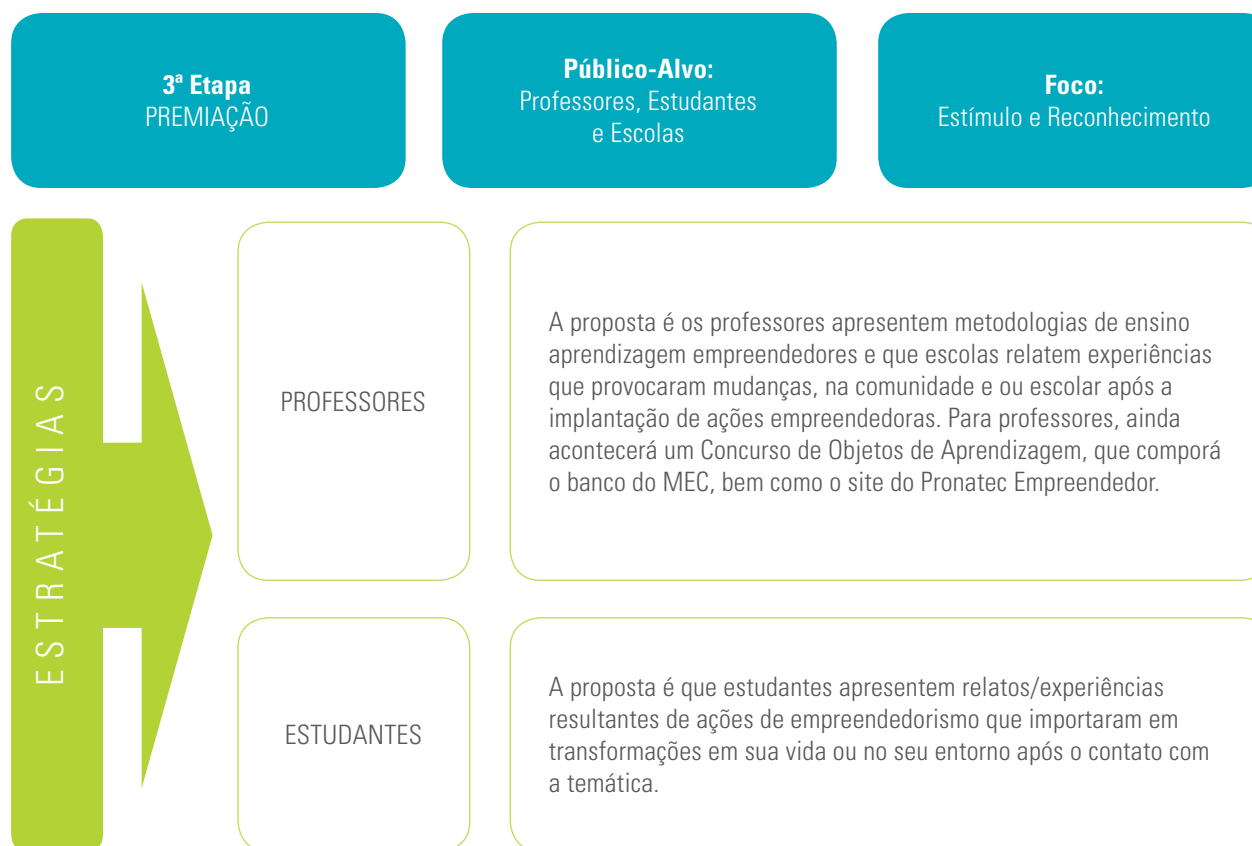 3ª Etapa
PREMIAÇÃO
Público-Alvo:
Professores, Estudantes
e Escolas
Foco:
Estímulo e Reconhecimento
ESTRATÉGIAS
PROFESSORES
A proposta é os professores apresentem metodologias de ensino
aprendizagem empreendedores e que escolas relatem experiências
que provocaram mudanças, na comunidade e ou escolar após a
implantação de ações empreendedoras. Para professores, ainda
acontecerá um Concurso de Objetos de Aprendizagem, que comporá
o banco do MEC, bem como o site do Pronatec Empreendedor.
ESTUDANTES
A proposta é que estudantes apresentem relatos/experiências
resultantes de ações de empreendedorismo que importaram em
transformações em sua vida ou no seu entorno após o contato com
a temática.